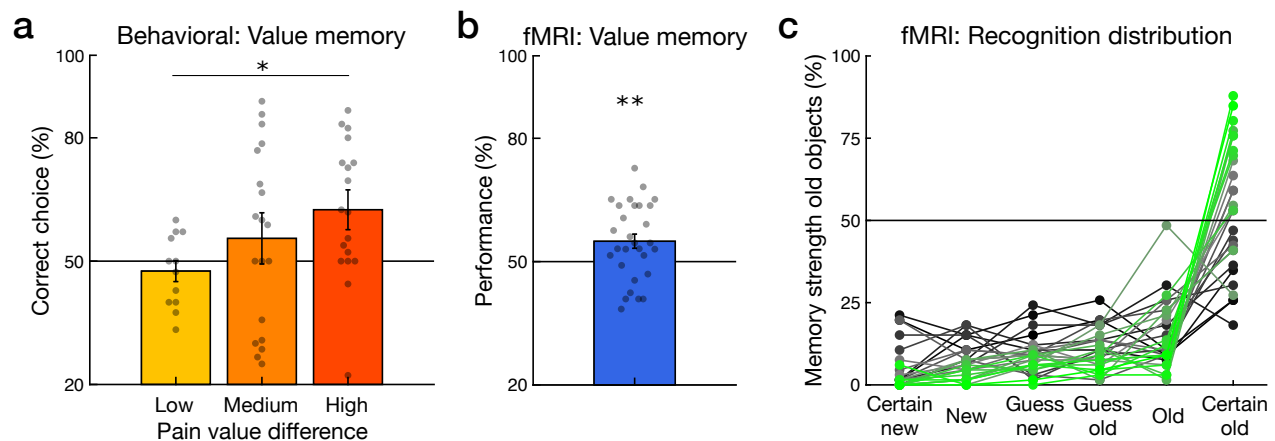 a
Behavioral: Value memory
Correct choice (%)
100
80
50
20
*
Low
Medium
High
Pain value difference
b
fMRI: Value memory
Performance (%)
100
80
50
20
**
c
fMRI: Recognition distribution
Memory strength old objects (%)
100
75
50
25
0
Certain
new
New
Guess
new
Guess
old
Old
Certain
old